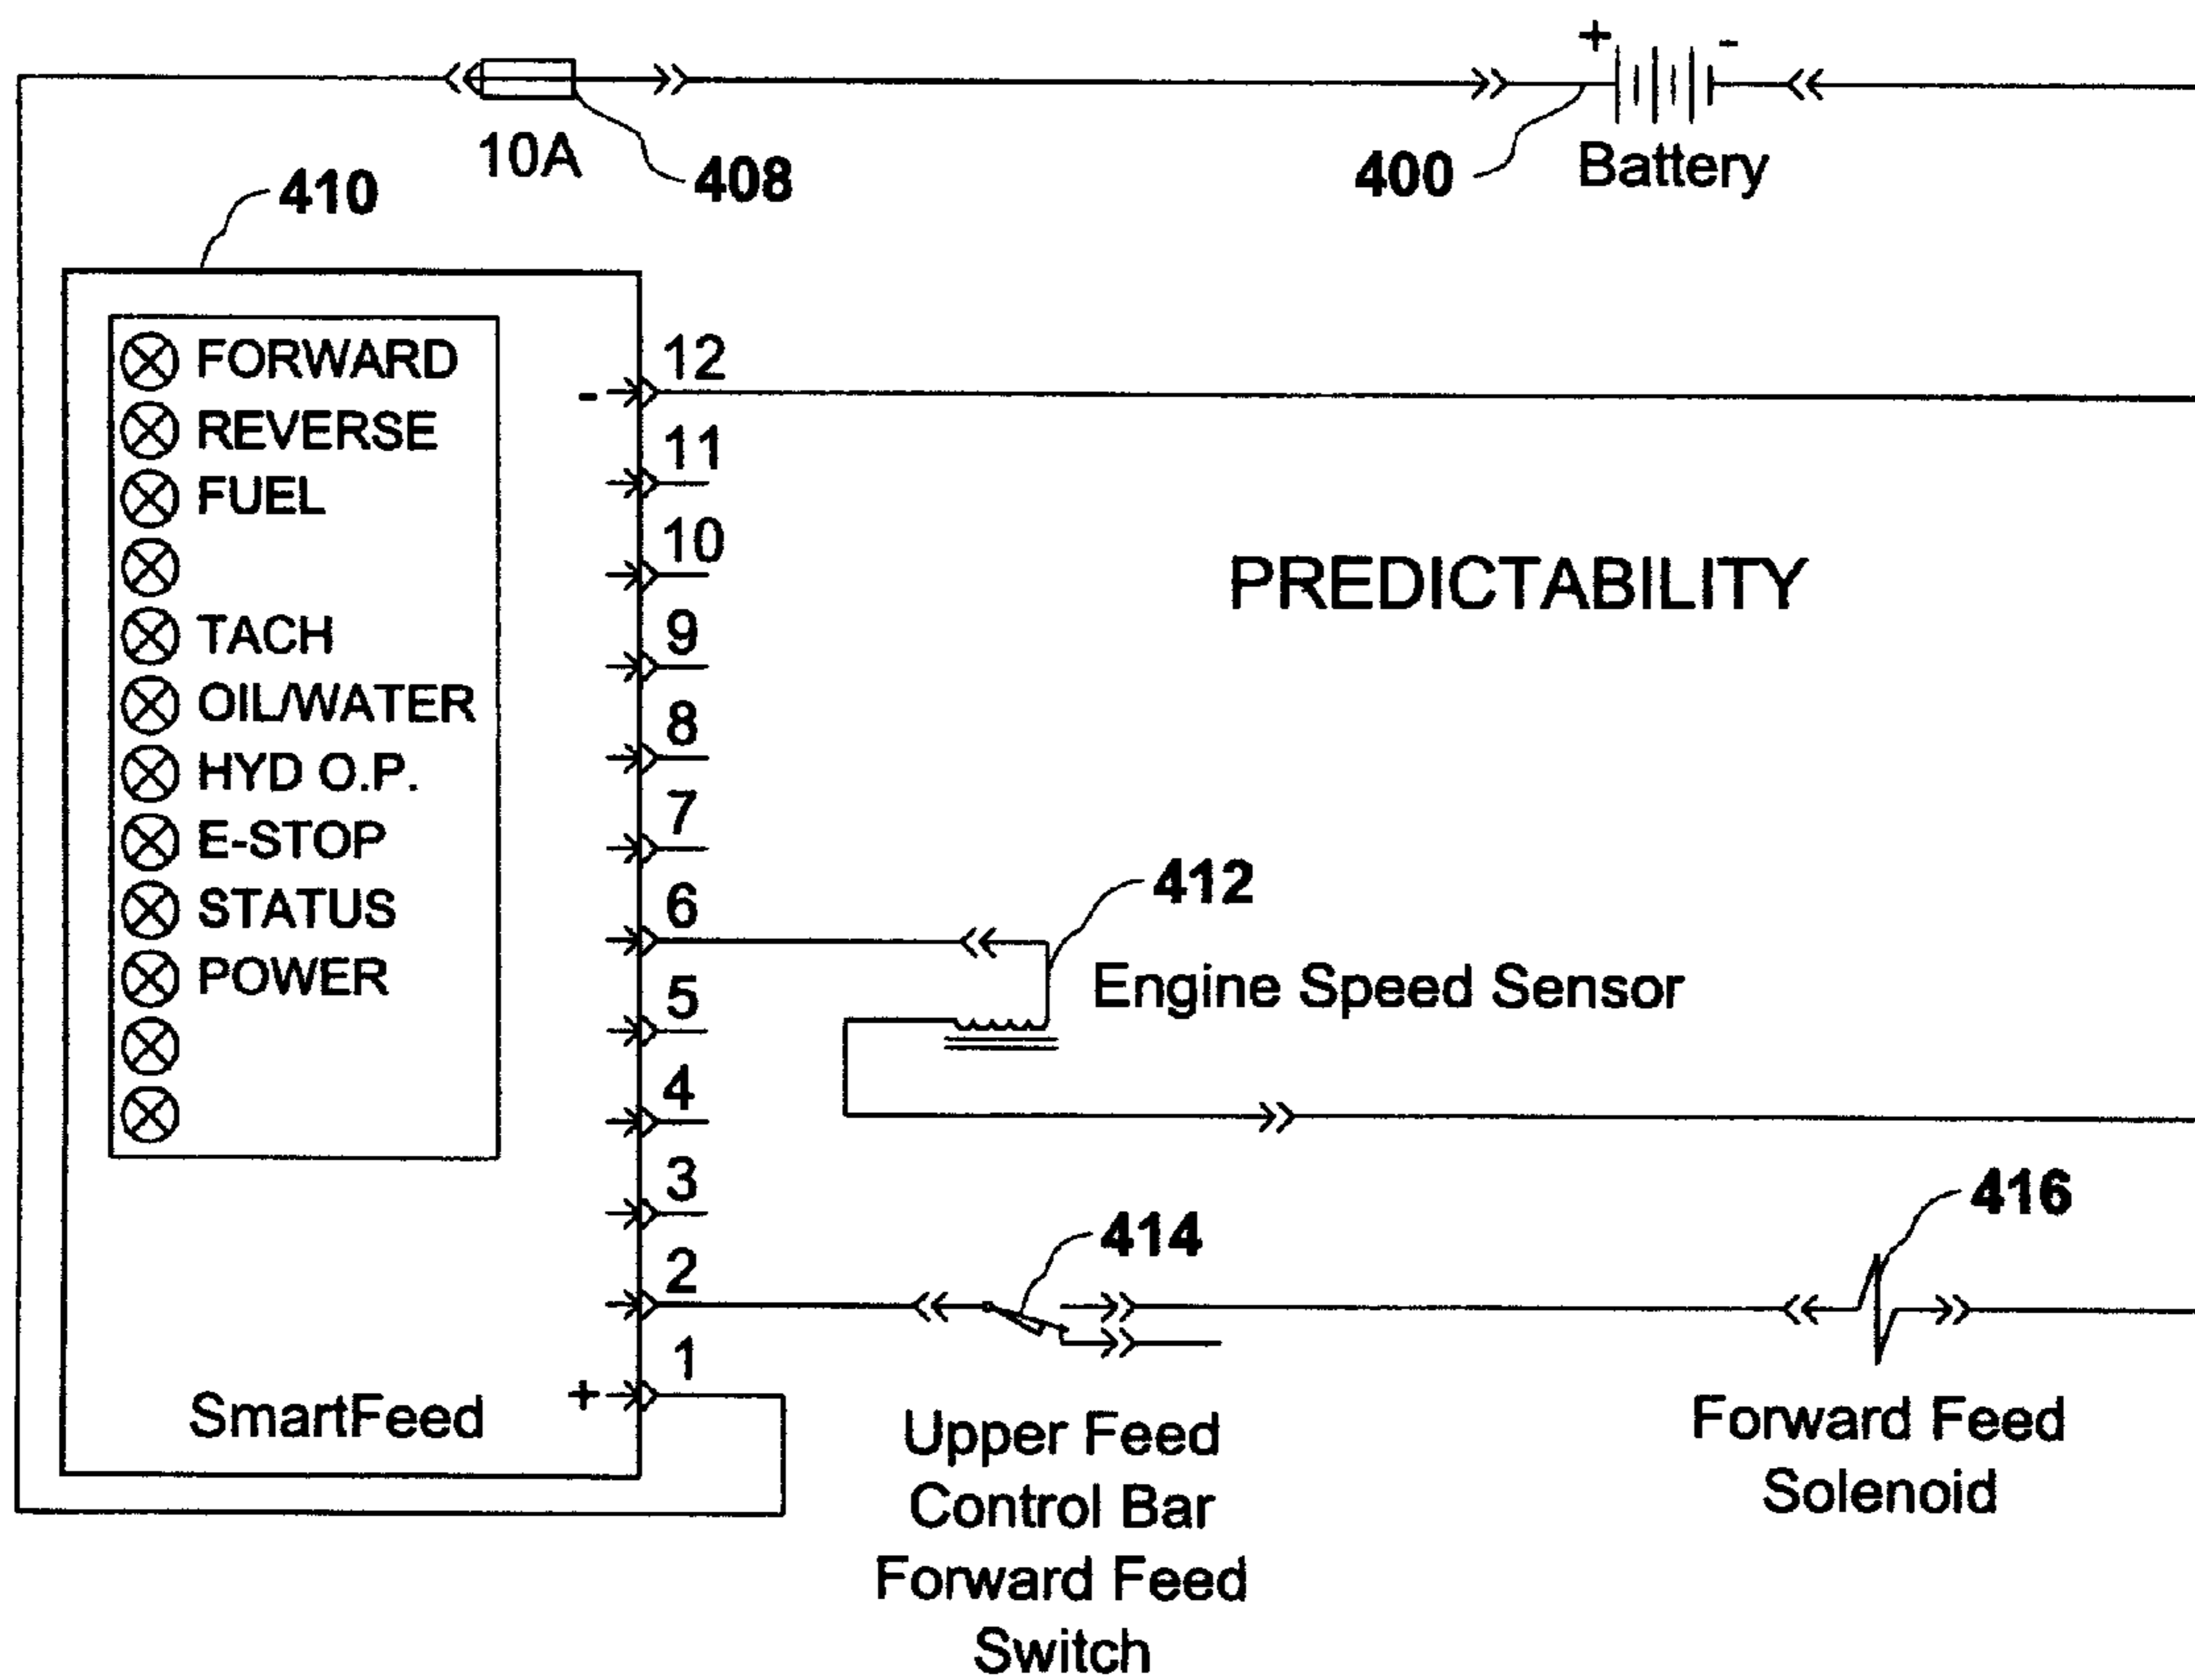 + -
10A
408
400
Battery
410
FORWARD
REVERSE
FUEL
TACH
OIL/WATER
HYD O.P.
E-STOP
STATUS
POWER
SmartFeed
- 12
11
10
9
8
7
6
5
4
3
2
1
+
PREDICTABILITY
412
Engine Speed Sensor
414
416
Upper Feed
Control Bar
Forward Feed
Switch
Forward Feed
Solenoid